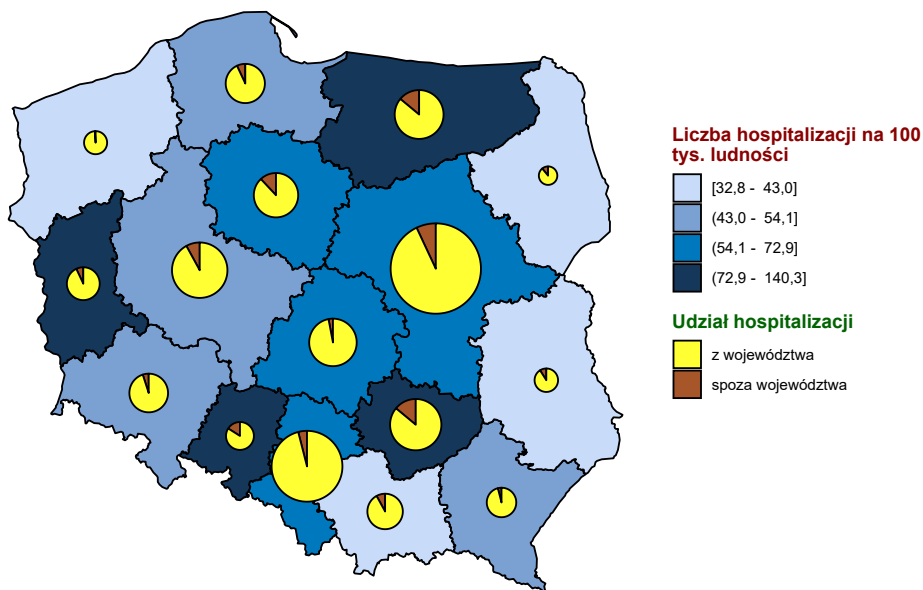 Liczba hospitalizacji na 100
tys. ludności
[32,8 - 43,0]
(43,0 - 54,1]
(54,1 - 72,9]
(72,9 - 140,3]
Udział hospitalizacji
z województwa
spoza województwa